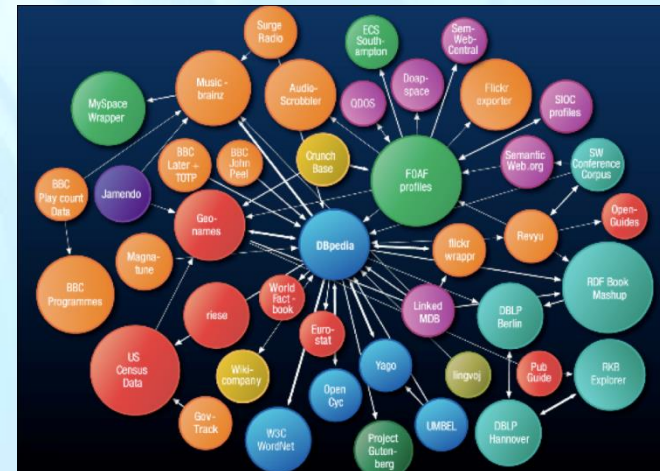 Surge
Radio
ECS
South-
ampton
Sem-
Web-
Central
Music-
brainz
Audio-
Scrobbler
Doap-
space
Flickr
exporter
MySpace
Wrapper
QDOS
SIOC
profiles
BBC
Later +
TOTP
BBC
John
Peel
Crunch
Base
FOAF
profiles
Semantic
Web.org
SW
Conference
Corpus
BBC
Play count
Data
Jamendo
Geo-
names
DBpedia
flickr
wrappr
Revyu
Open-
Guides
Magna-
tune
BBC
Programmes
riese
World
Fact-
book
Euro-
stat
Linked
MDB
DBLP
Berlin
RDF Book
Mashup
US
Census
Data
Wiki-
company
Open
Cyc
Yago
lingvoj
Pub
Guide
RKB
Explorer
Gov-
Track
W3C
WordNet
Project
Guten-
berg
UMBEL
DBLP
Hannover